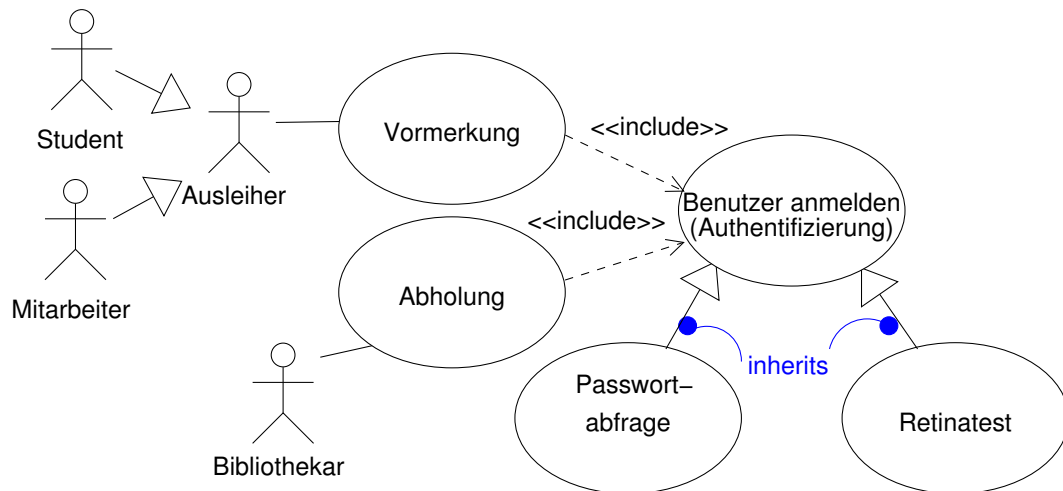 Student
Ausleiher
Mitarbeiter
Vormerkung
<<include>>
Benutzer anmelden
(Authentifizierung)
<<include>>
Abholung
Bibliothekar
inherits
Passwort–
abfrage
Retinatest